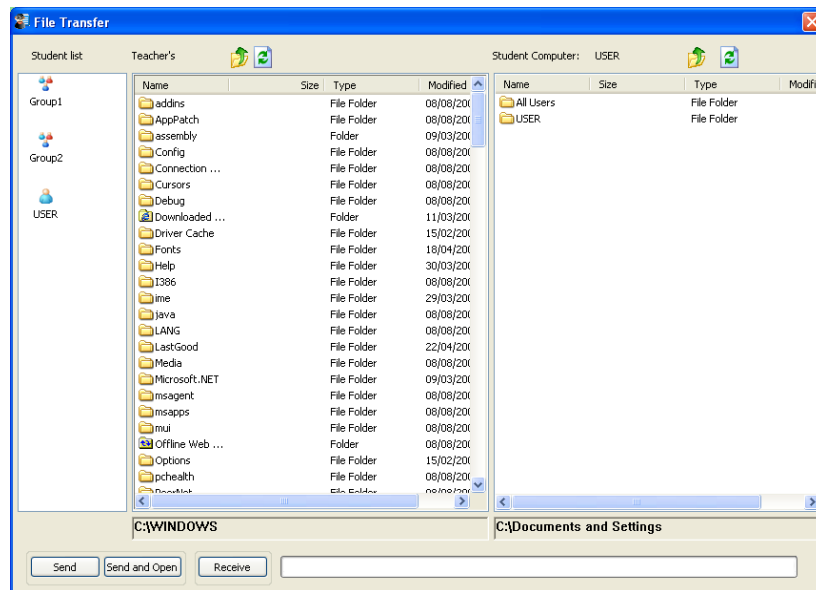 File Transfer
Student list
Teacher's
Student Computer: USER
Group1
Group2
USER
Name Size Type Modified
addins File Folder 08/08/200
AppPatch File Folder 08/08/200
assembly Folder 09/03/200
Config File Folder 08/08/200
Connection ... File Folder 08/08/200
Cursors File Folder 08/08/200
Debug File Folder 08/08/200
Downloaded ... Folder 11/03/200
Driver Cache File Folder 15/02/200
Fonts File Folder 18/04/200
Help File Folder 30/03/200
I386 File Folder 08/08/200
ime File Folder 29/03/200
java File Folder 08/08/200
LANG File Folder 08/08/200
LastGood File Folder 22/04/200
Media File Folder 08/08/200
Microsoft.NET File Folder 09/03/200
msagent File Folder 08/08/200
msapps File Folder 08/08/200
mui File Folder 08/08/200
Offline Web ... Folder 08/08/200
Options File Folder 15/02/200
pchealth File Folder 08/08/200
PeerNet File Folder 08/08/200
C:\WINDOWS
Name Size Type Modifi
All Users File Folder
USER File Folder
C:\Documents and Settings
Send
Send and Open
Receive